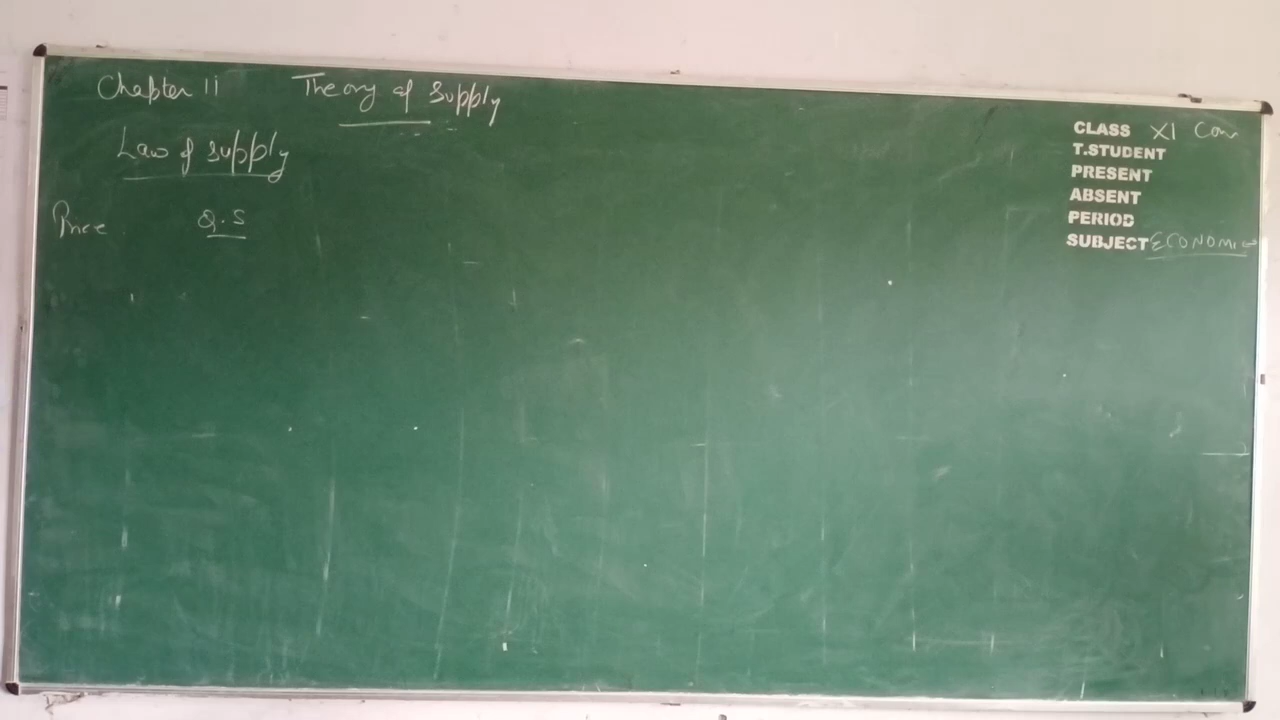 Chapter 11 Theory of Supply
Law of supply
Price Q.S
CLASS XI Com
T.STUDENT
PRESENT
ABSENT
PERIOD
SUBJECT ECONOMICS